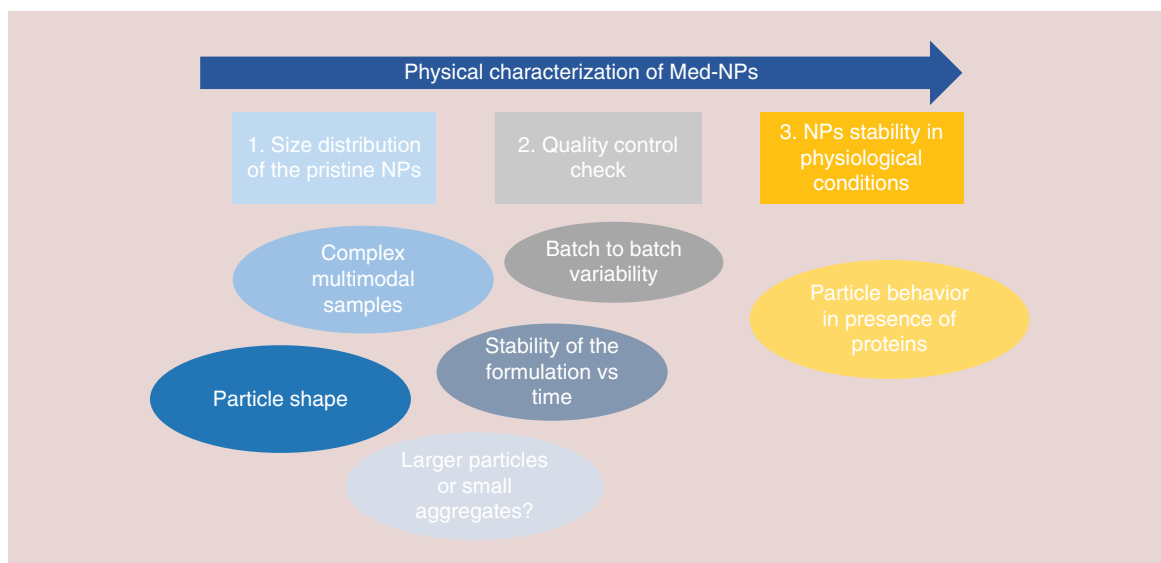 Physical characterization of Med-NPs
1. Size distribution
of the pristine NPs
2. Quality control
check
3. NPs stability in
physiological
conditions
Complex
multimodal
samples
Batch to batch
variability
Particle behavior
in presence of
proteins
Particle shape
Stability of the
formulation vs
time
Larger particles
or small
aggregates?